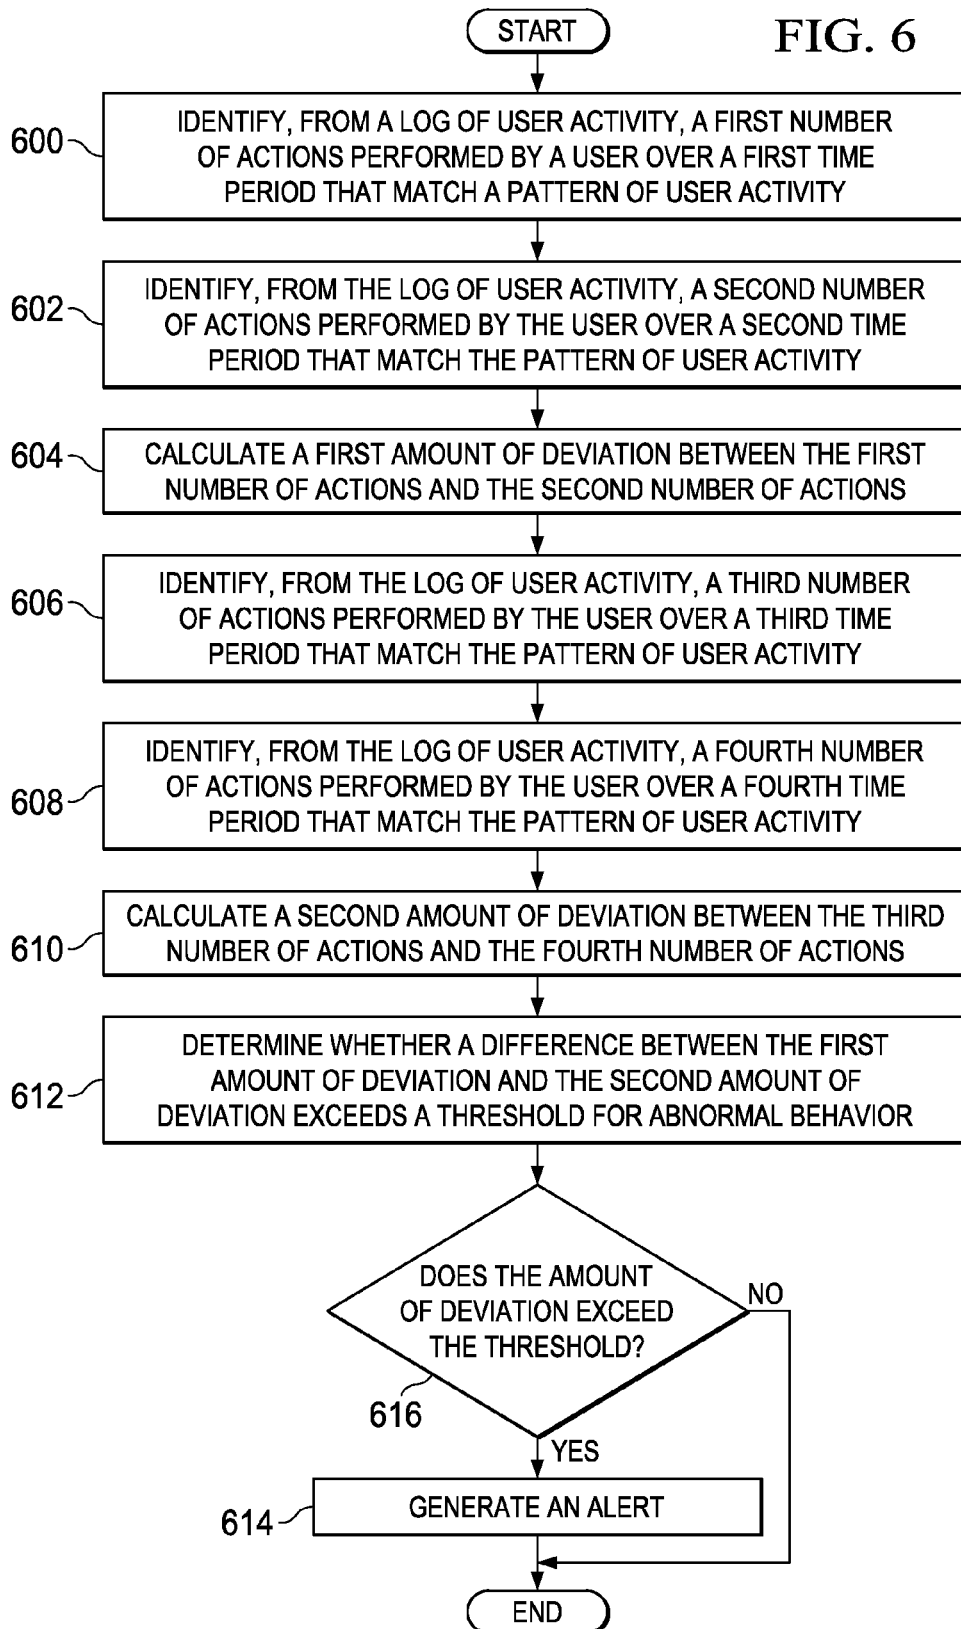 START
FIG. 6
600
IDENTIFY, FROM A LOG OF USER ACTIVITY, A FIRST NUMBER
OF ACTIONS PERFORMED BY A USER OVER A FIRST TIME
PERIOD THAT MATCH A PATTERN OF USER ACTIVITY
602
IDENTIFY, FROM THE LOG OF USER ACTIVITY, A SECOND NUMBER
OF ACTIONS PERFORMED BY THE USER OVER A SECOND TIME
PERIOD THAT MATCH THE PATTERN OF USER ACTIVITY
604
CALCULATE A FIRST AMOUNT OF DEVIATION BETWEEN THE FIRST
NUMBER OF ACTIONS AND THE SECOND NUMBER OF ACTIONS
606
IDENTIFY, FROM THE LOG OF USER ACTIVITY, A THIRD NUMBER
OF ACTIONS PERFORMED BY THE USER OVER A THIRD TIME
PERIOD THAT MATCH THE PATTERN OF USER ACTIVITY
608
IDENTIFY, FROM THE LOG OF USER ACTIVITY, A FOURTH NUMBER
OF ACTIONS PERFORMED BY THE USER OVER A FOURTH TIME
PERIOD THAT MATCH THE PATTERN OF USER ACTIVITY
610
CALCULATE A SECOND AMOUNT OF DEVIATION BETWEEN THE THIRD
NUMBER OF ACTIONS AND THE FOURTH NUMBER OF ACTIONS
612
DETERMINE WHETHER A DIFFERENCE BETWEEN THE FIRST
AMOUNT OF DEVIATION AND THE SECOND AMOUNT OF
DEVIATION EXCEEDS A THRESHOLD FOR ABNORMAL BEHAVIOR
DOES THE AMOUNT
OF DEVIATION EXCEED
THE THRESHOLD?
NO
616
YES
614
GENERATE AN ALERT
END